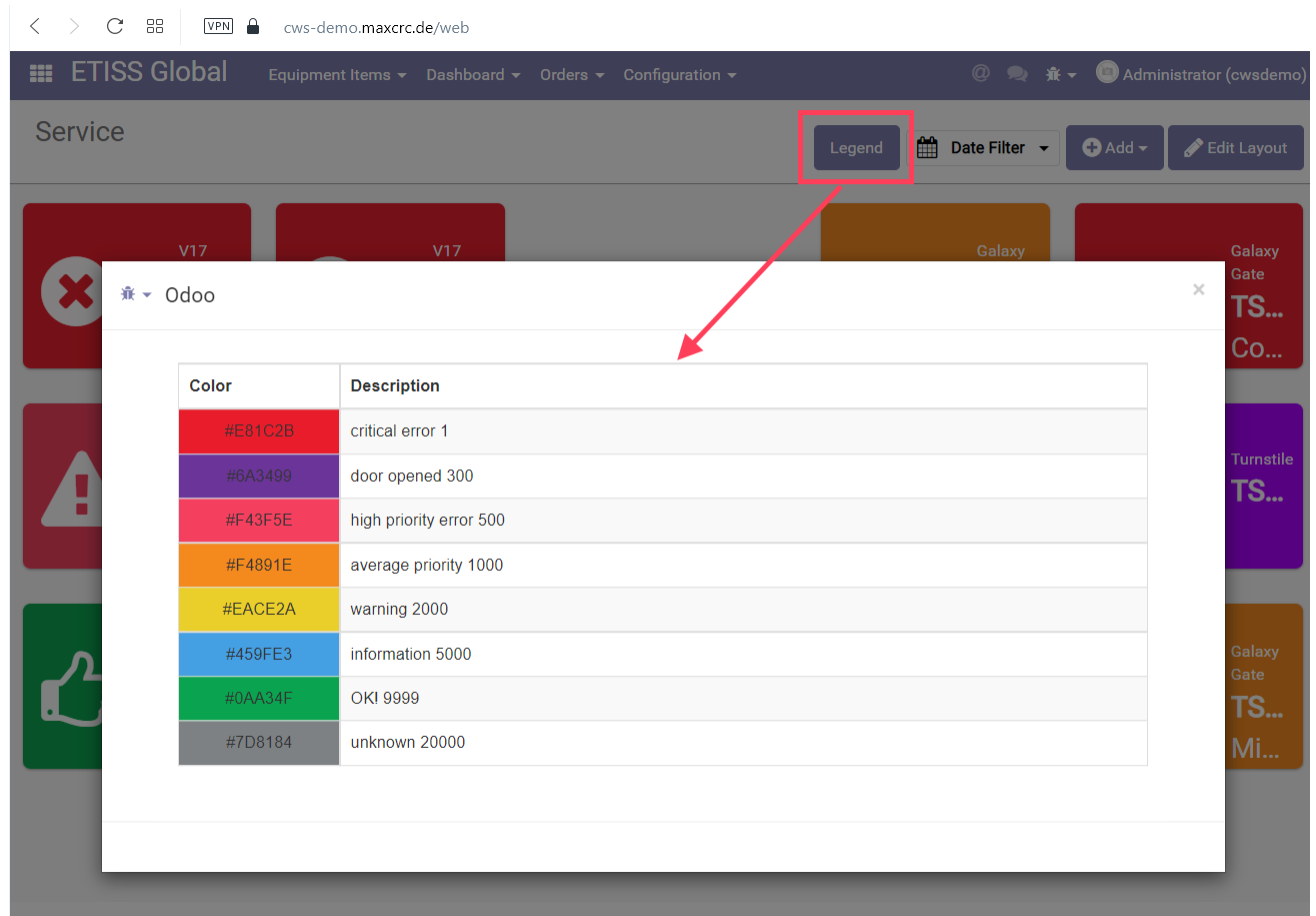 VPN cws-demo.maxcrc.de/web
ETISS Global Equipment Items Dashboard Orders Configuration @ Administrator (cwsdemo)
Service Legend Date Filter Add Edit Layout
V17 V17 Galaxy Galaxy
Gate
TS...
Co...
Odoo ×
Color Description
#E81C2B critical error 1
#6A3499 door opened 300
#F43F5E high priority error 500
#F4891E average priority 1000
#EACE2A warning 2000
#459FE3 information 5000
#0AA34F OK! 9999
#7D8184 unknown 20000
Turnstile
TS...
Galaxy
Gate
TS...
Mi...